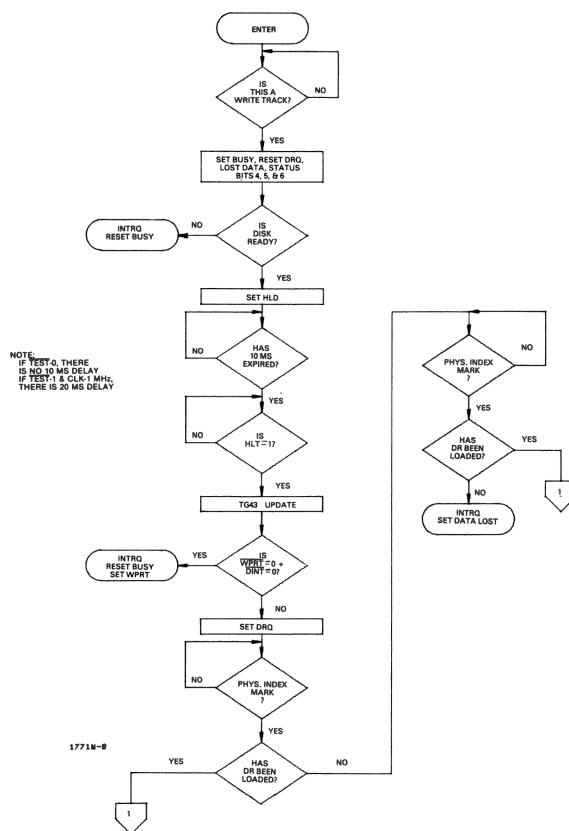 ENTER
IS
THIS A
WRITE TRACK?
NO
YES
SET BUSY, RESET DRQ,
LOST DATA, STATUS
BITS 4, 5, & 6
IS
DISK
READY?
NO
INTRQ
RESET BUSY
YES
SET HLD
HAS
10 MS
EXPIRED?
NO
NOTE:
IF TEST-0, THERE
IS NO 10 MS DELAY
IF TEST-1 & CLK-1 MHz,
THERE IS 20 MS DELAY
YES
IS
HLT=1?
NO
YES
TG43 UPDATE
IS
WPRT=0 +
DINT=0?
YES
INTRQ
RESET BUSY
SET WPRT
NO
SET DRQ
PHYS. INDEX
MARK
?
NO
YES
HAS
DR BEEN
LOADED?
YES
NO
1
1771M-8
PHYS. INDEX
MARK
?
NO
YES
HAS
DR BEEN
LOADED?
YES
1
NO
INTRQ
SET DATA LOST